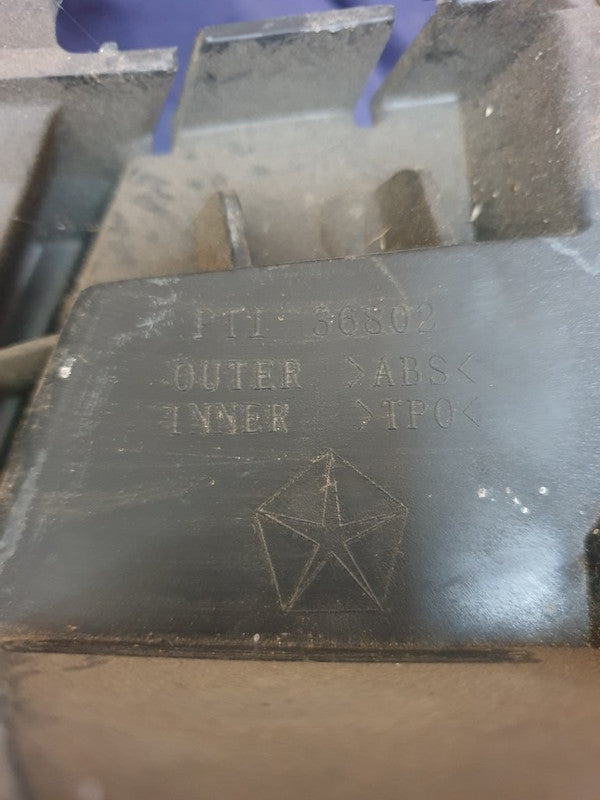 PTI 36802
OUTER >ABS<
INNER >TPO<